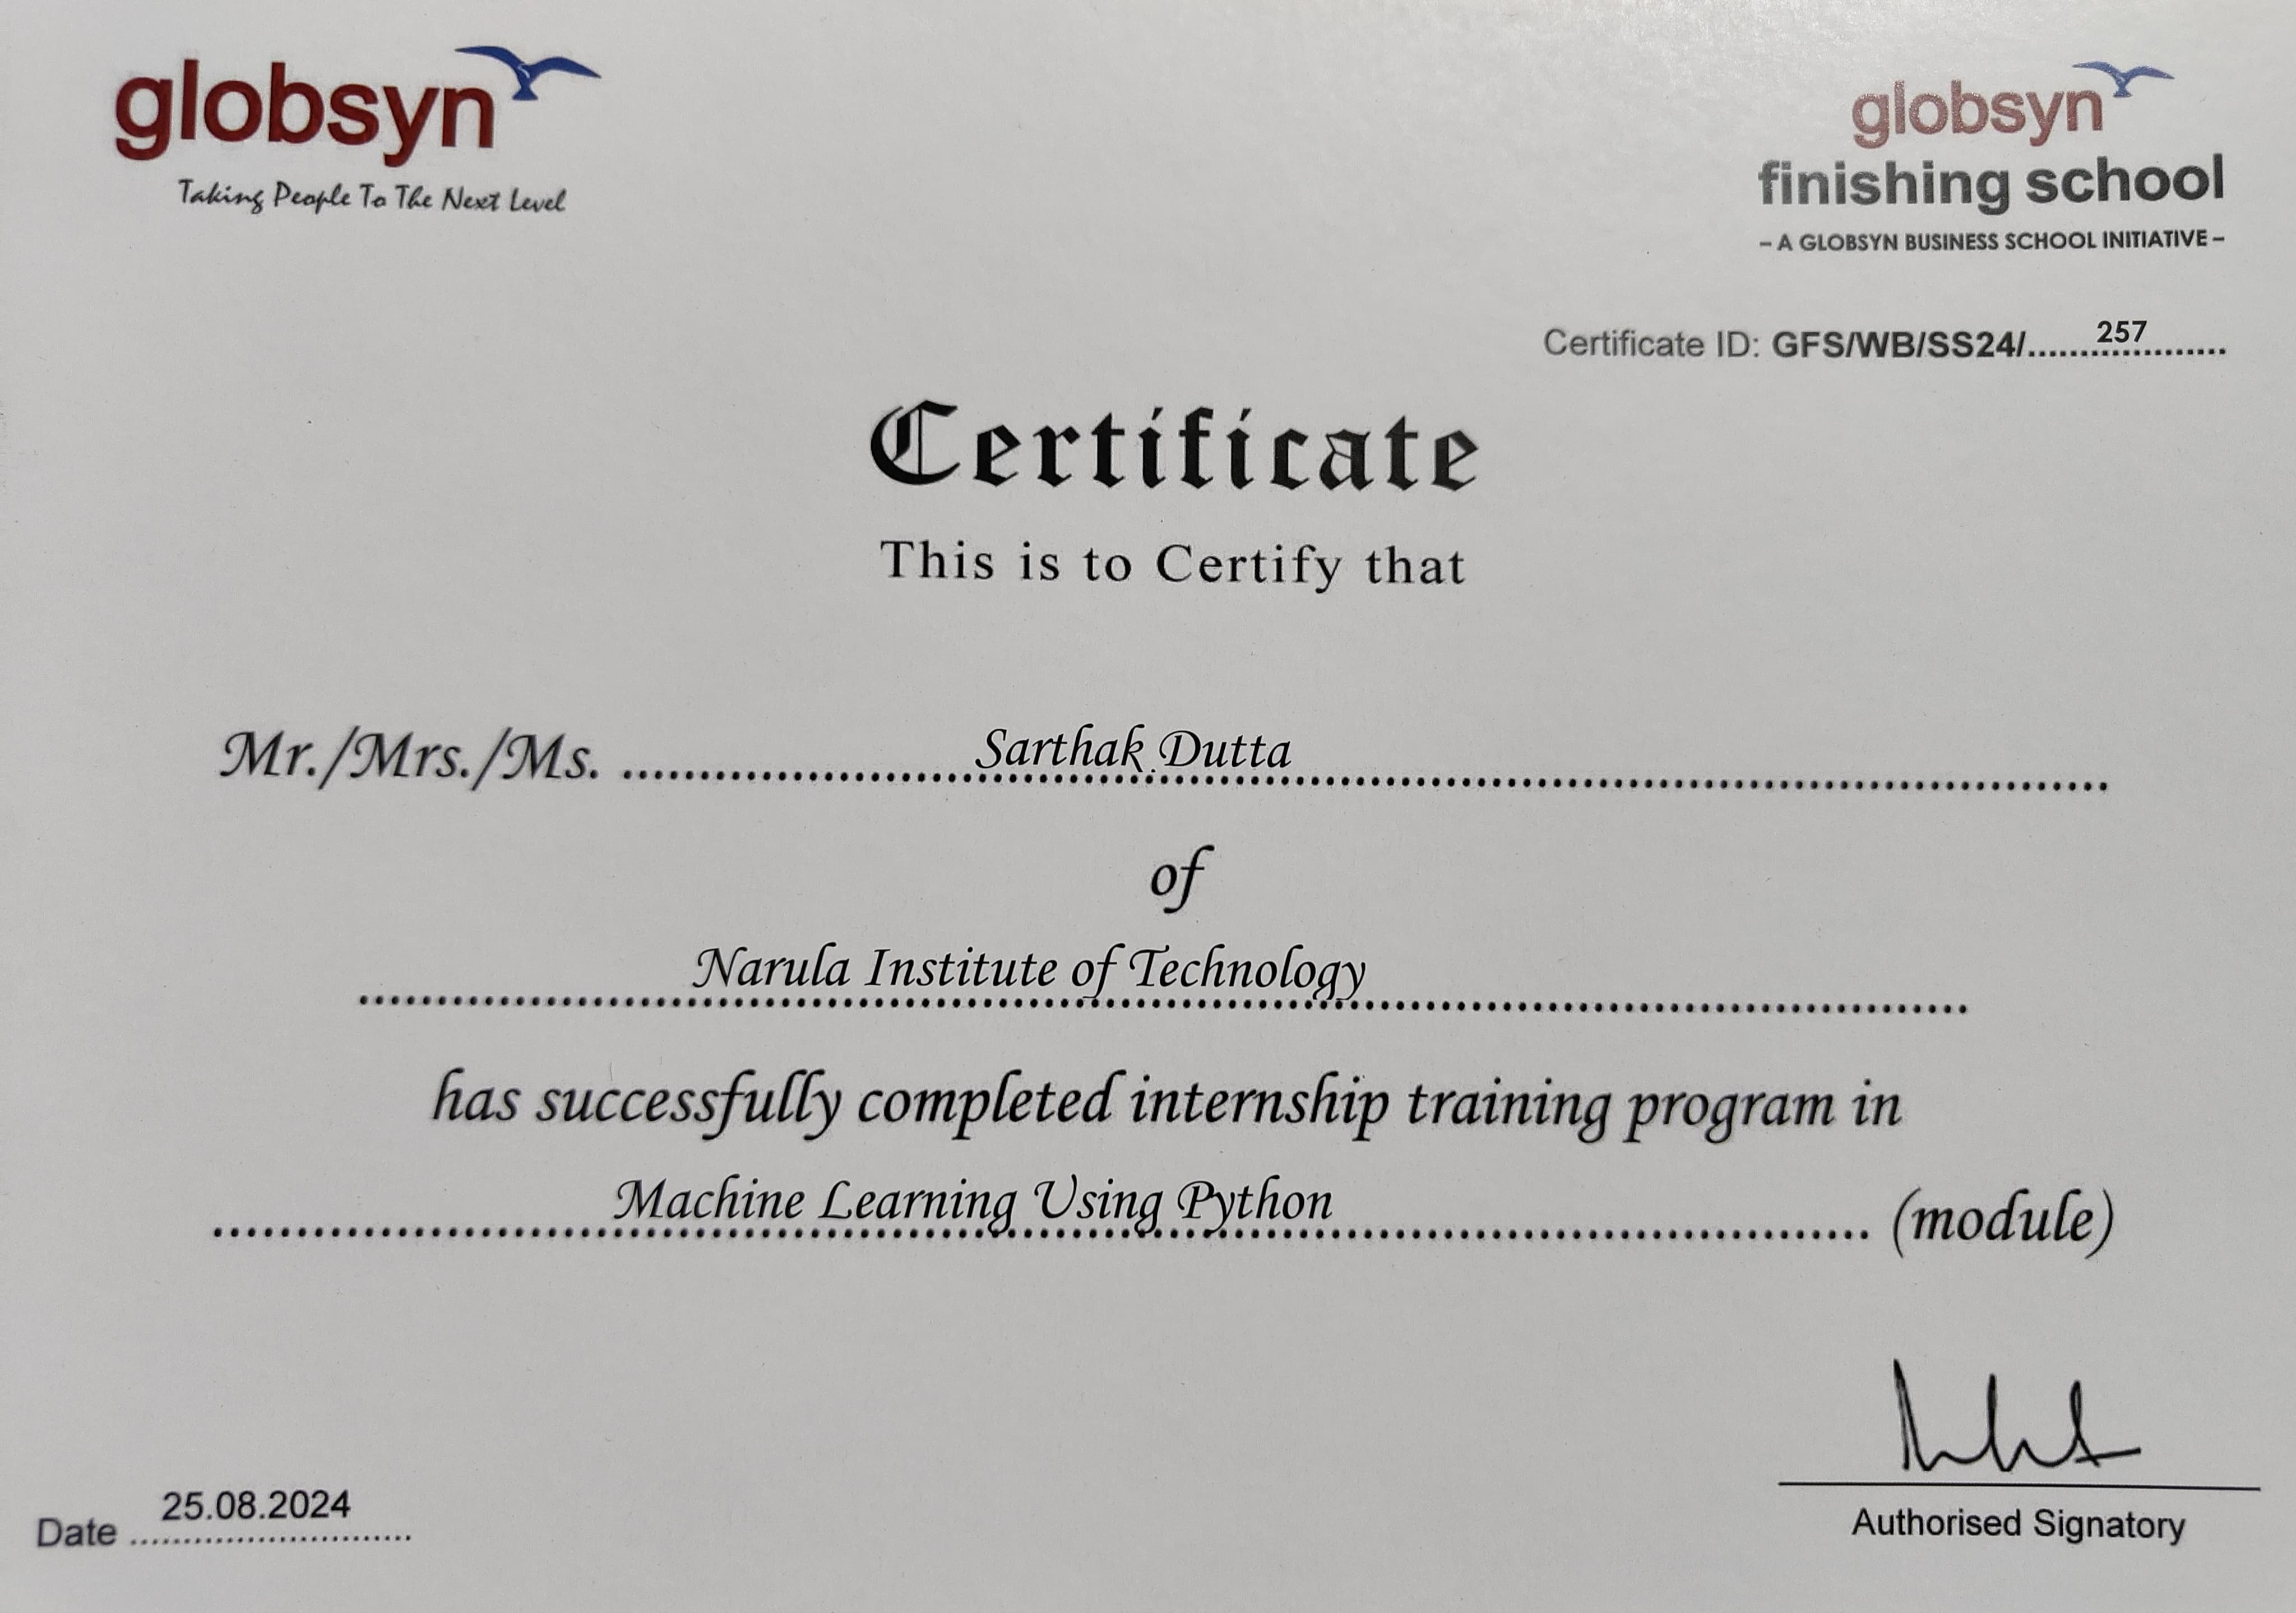 globsyn
Taking People To The Next Level
globsyn
finishing school
– A GLOBSYN BUSINESS SCHOOL INITIATIVE –
Certificate ID: GFS/WB/SS24/......257......
Certificate
This is to Certify that
Mr./Mrs./Ms. ......Sarthak Dutta......
of
Narula Institute of Technology
has successfully completed internship training program in
Machine Learning Using Python ...... (module)
Date ......25.08.2024......
Authorised Signatory